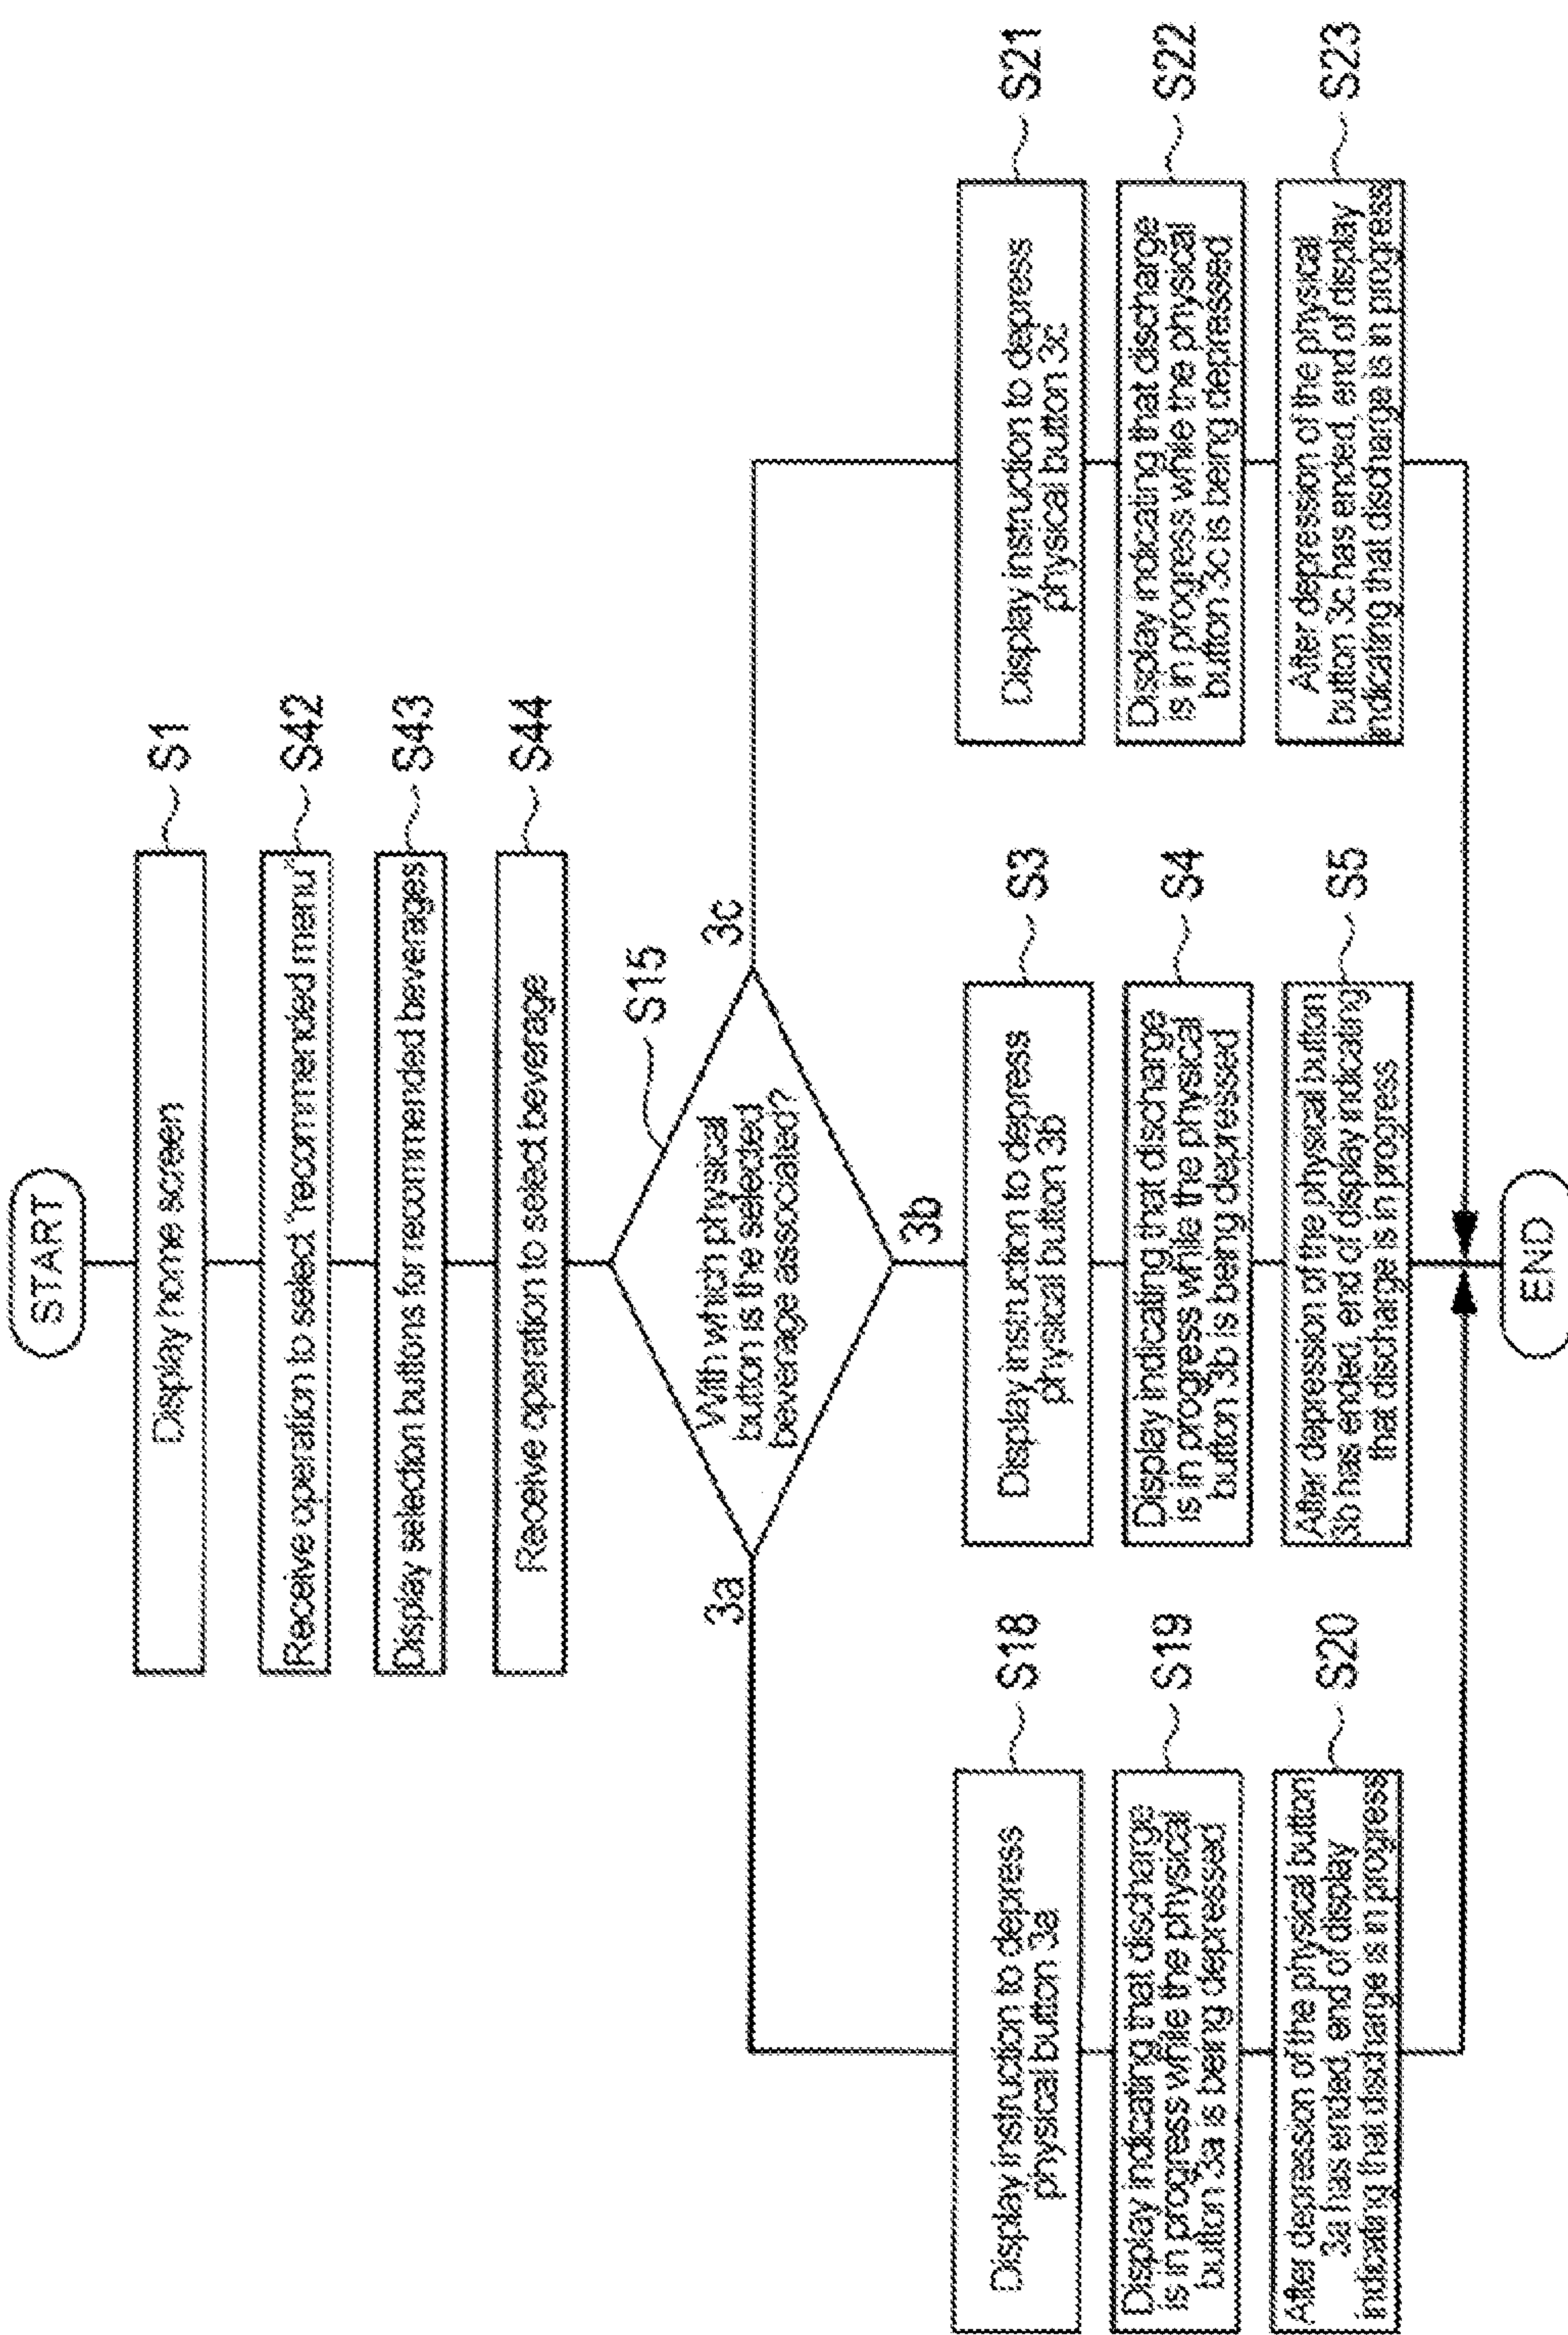 START
Display home screen
S1
Receive operation to select "recommended menu"
S42
Display selection buttons for recommended beverages
S43
Receive operation to select beverage
S44
With which physical
button is the selected
beverage associated?
S15
3a
3b
3c
Display instruction to depress
physical button 3a
S18
Display indicating that discharge
is in progress while the physical
button 3a is being depressed
S19
After depression of the physical button
3a has ended, end of display
indicating that discharge is in progress
S20
Display instruction to depress
physical button 3b
S3
Display indicating that discharge
is in progress while the physical
button 3b is being depressed
S4
After depression of the physical button
3b has ended, end of display indicating
that discharge is in progress
S5
Display instruction to depress
physical button 3c
S21
Display indicating that discharge
is in progress while the physical
button 3c is being depressed
S22
After depression of the physical
button 3c has ended, end of display
indicating that discharge is in progress
S23
END